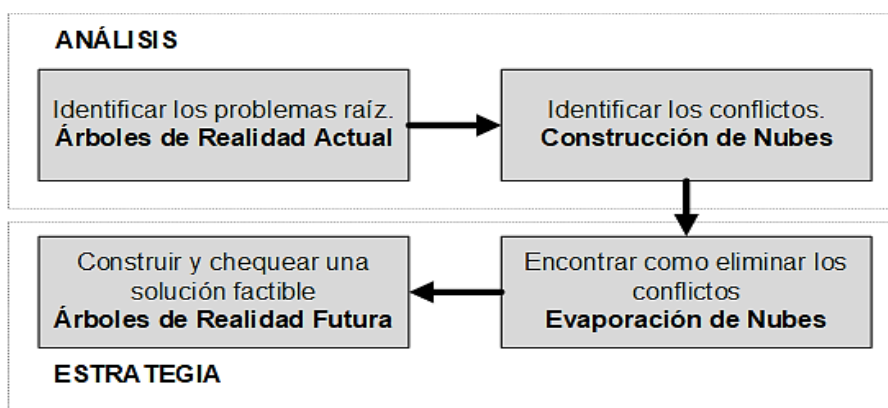 ANÁLISIS
Identificar los problemas raíz.
Árboles de Realidad Actual
Identificar los conflictos.
Construcción de Nubes
Encontrar como eliminar los
conflictos
Evaporación de Nubes
Construir y chequear una
solución factible
Árboles de Realidad Futura
ESTRATEGIA